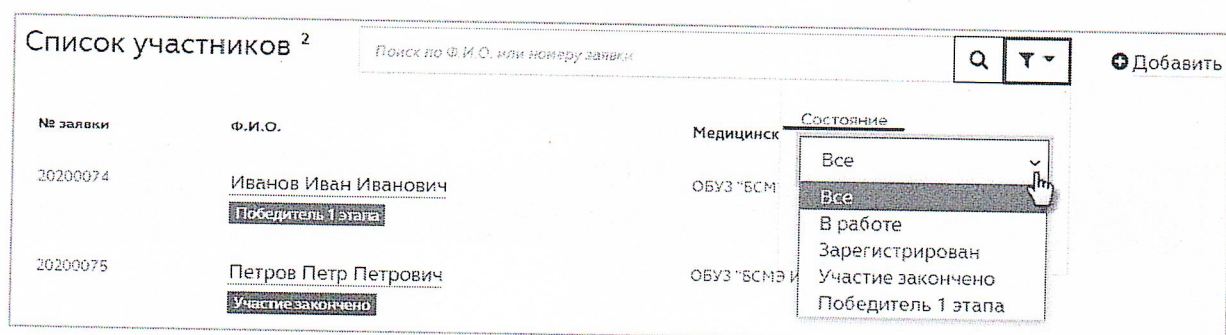 Список участников 2
Поиск по Ф.И.О. или номеру заявки
Добавить
№ заявки Ф.И.О. Медицинск
Состояние
Все
20200074 Иванов Иван Иванович ОБУЗ "БСМ
Победитель 1 этапа
Все
В работе
Зарегистрирован
Участие закончено
Победитель 1 этапа
20200075 Петров Петр Петрович ОБУЗ "БСМЭ И
Участие закончено